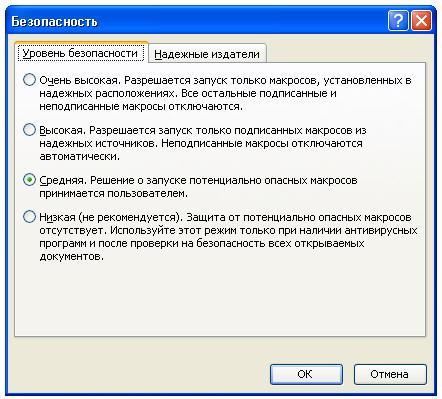 Безопасность
Уровень безопасности
Надежные издатели
Очень высокая. Разрешается запуск только макросов, установленных в
надежных расположениях. Все остальные подписанные и
неподписанные макросы отключаются.
Высокая. Разрешается запуск только подписанных макросов из
надежных источников. Неподписанные макросы отключаются
автоматически.
Средняя. Решение о запуске потенциально опасных макросов
принимается пользователем.
Низкая (не рекомендуется). Защита от потенциально опасных макросов
отсутствует. Используйте этот режим только при наличии антивирусных
программ и после проверки на безопасность всех открываемых
документов.
OK
Отмена